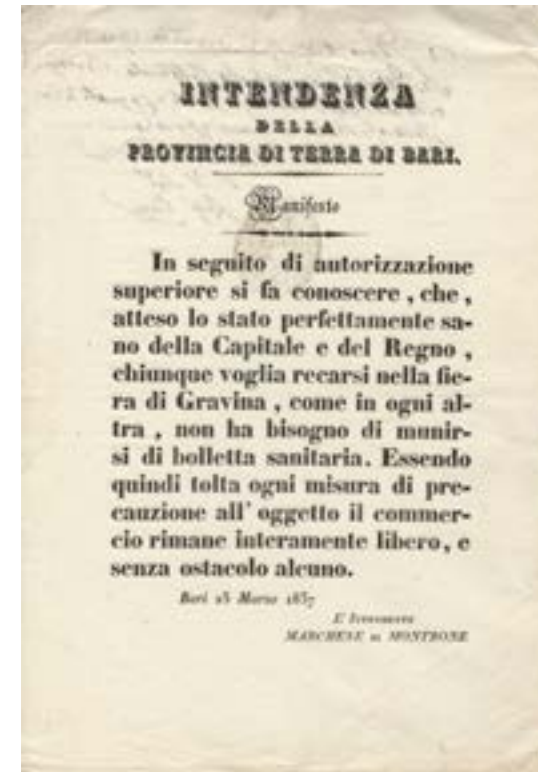 INTENDENZA
DELLA
PROVINCIA DI TERRA DI BARI.
Manifesto
In seguito di autorizzazione
superiore si fa conoscere , che ,
atteso lo stato perfettamente sa-
no della Capitale e del Regno ,
chiunque voglia recarsi nella fie-
ra di Gravina , come in ogni al-
tra , non ha bisogno di munir-
si di bolletta sanitaria. Essendo
quindi tolta ogni misura di pre-
cauzione all' oggetto il commer-
cio rimane interamente libero, e
senza ostacolo alcuno.
Bari Marzo 1837
L' Intendente
MARCHESE DI MONTRONE